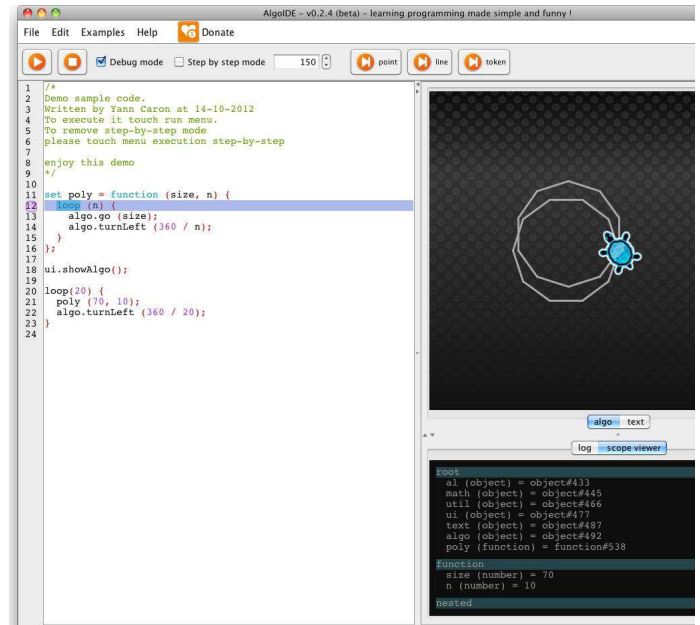 AlgoIDE - v0.2.4 (beta) - learning programming made simple and funny !
File Edit Examples Help Donate
Debug mode Step by step mode 150 point line token
1 /*
2 Demo sample code.
3 Written by Yann Caron at 14-10-2012
4 To execute it touch run menu.
5 To remove step-by-step mode
6 please touch menu execution step-by-step
7
8 enjoy this demo
9 */
10
11 set poly = function (size, n) {
12 loop (n) {
13 algo.go (size);
14 algo.turnLeft (360 / n);
15 }
16 };
17
18 ui.showAlgo();
19
20 loop(20) {
21 poly (70, 10);
22 algo.turnLeft (360 / 20);
23 }
24
algo text
log scope viewer
root
al (object) = object#433
math (object) = object#445
util (object) = object#466
ui (object) = object#477
text (object) = object#487
algo (object) = object#492
poly (function) = function#538
function
size (number) = 70
n (number) = 10
nested